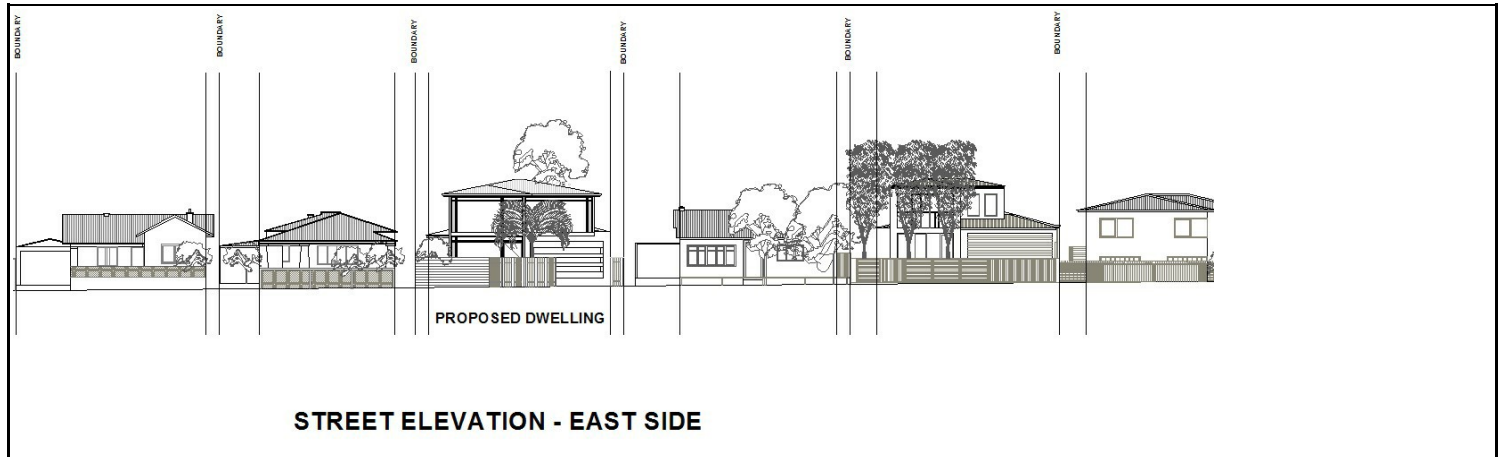 BOUNDARY
BOUNDARY
BOUNDARY
BOUNDARY
BOUNDARY
BOUNDARY
PROPOSED DWELLING
STREET ELEVATION - EAST SIDE